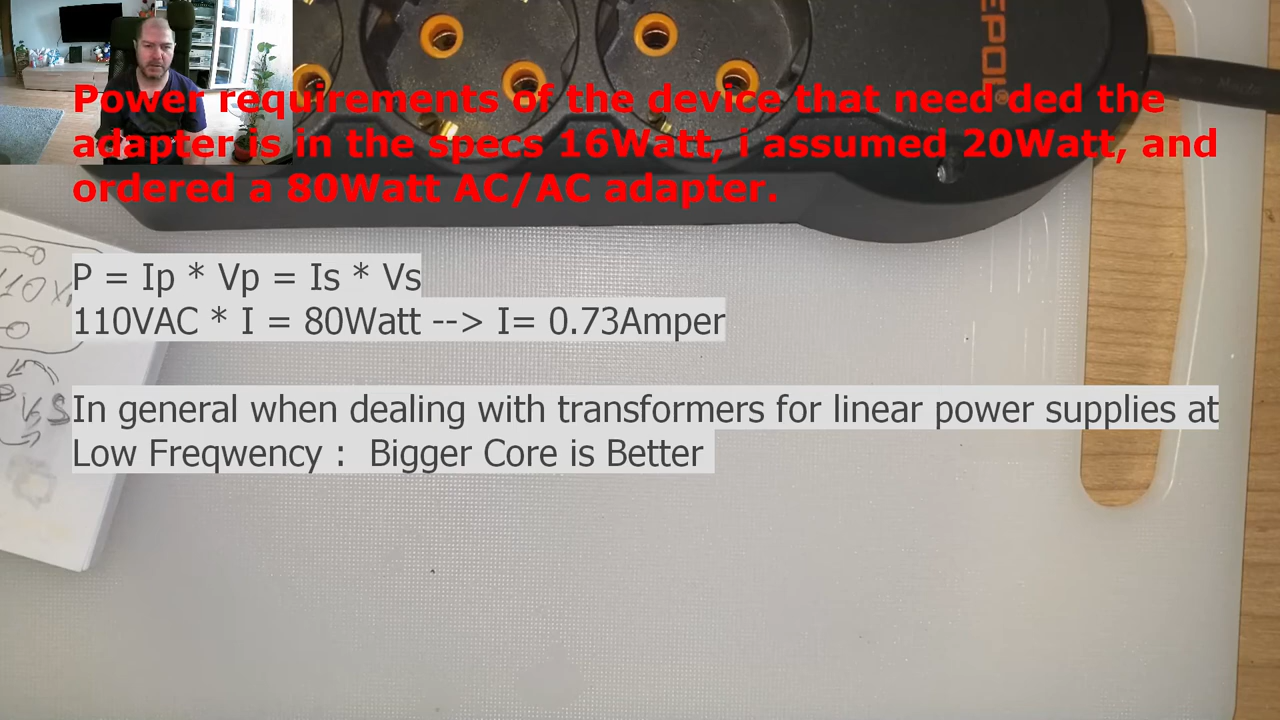 EPOL®
Power requirements of the device that need ded the
adapter is in the specs 16Watt, i assumed 20Watt, and
ordered a 80Watt AC/AC adapter.
P = Ip * Vp = Is * Vs
110VAC * I = 80Watt --> I= 0.73Amper
In general when dealing with transformers for linear power supplies at
Low Freqwency : Bigger Core is Better